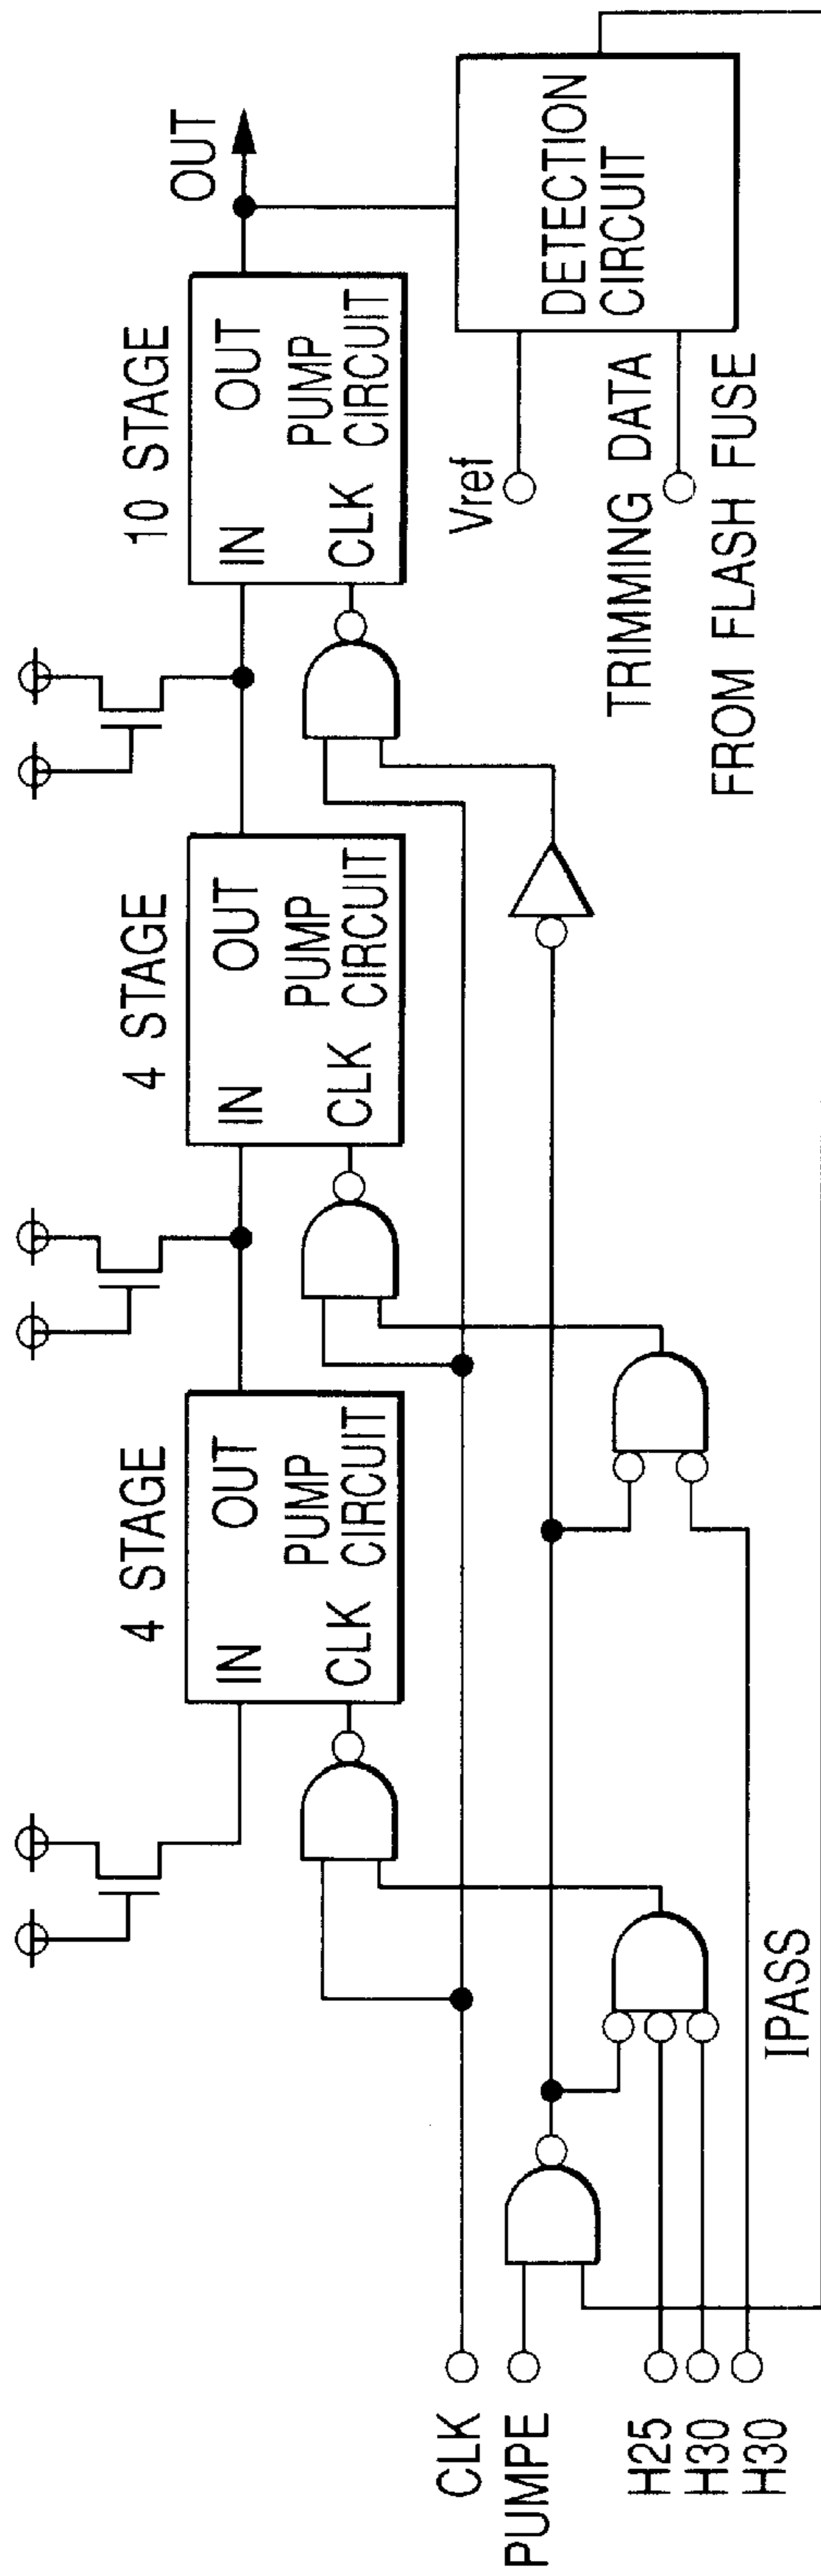 4 STAGE
IN
OUT
PUMP
CIRCUIT
CLK
4 STAGE
IN
OUT
PUMP
CIRCUIT
CLK
10 STAGE
IN
OUT
PUMP
CIRCUIT
CLK
OUT
CLK
PUMPE
H25
H30
H30
IPASS
Vref
TRIMMING DATA
FROM FLASH FUSE
DETECTION
CIRCUIT